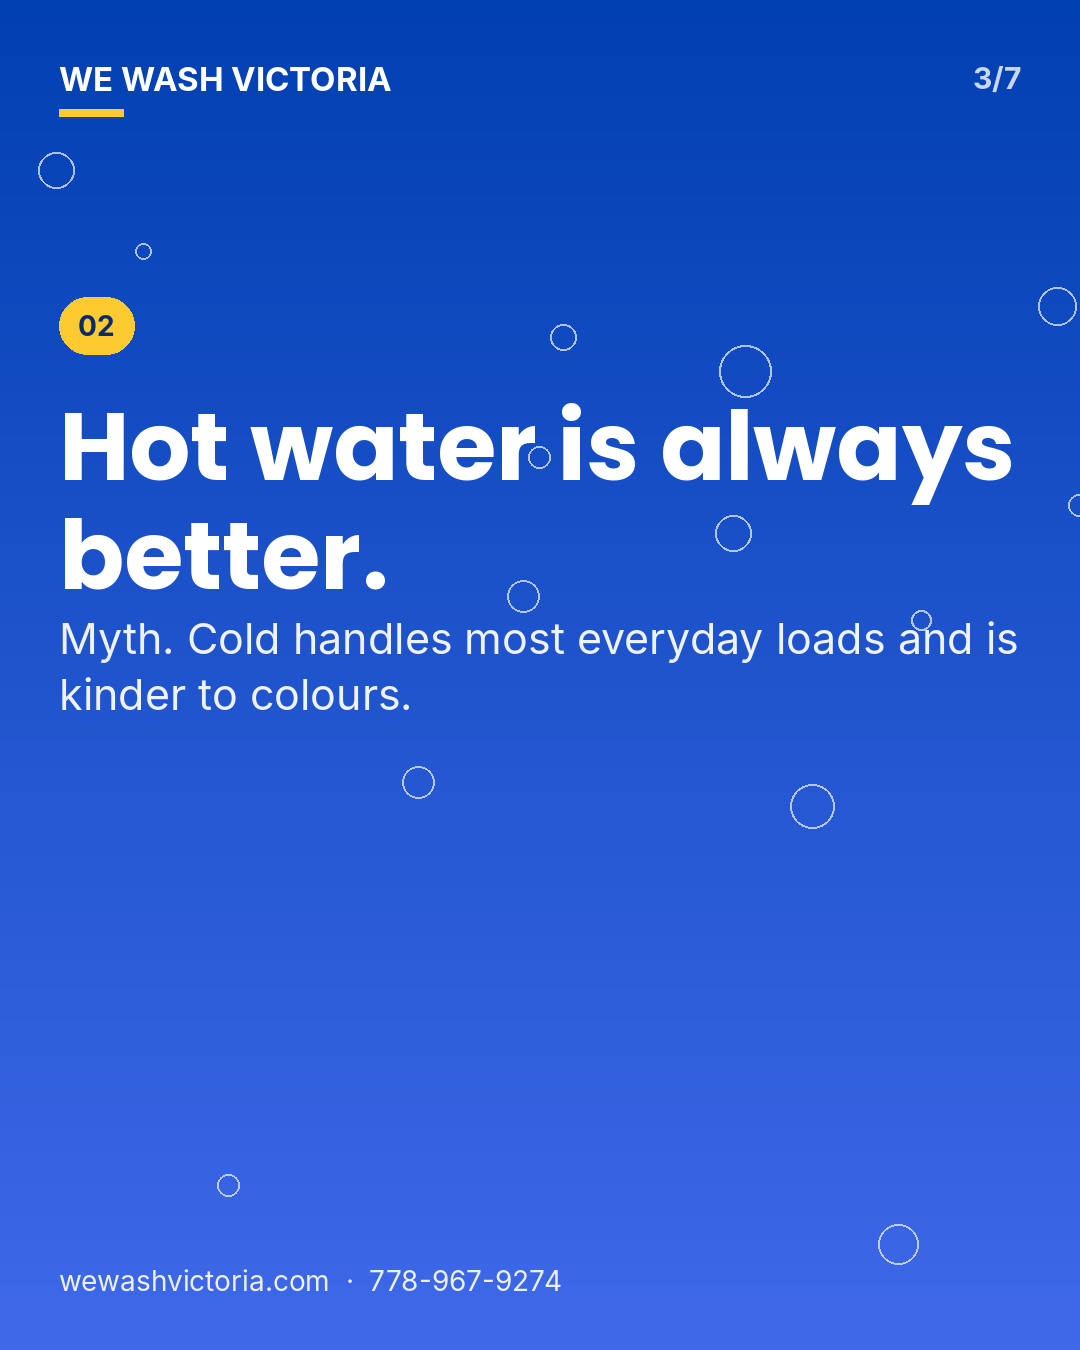 WE WASH VICTORIA
3/7
02
Hot water is always
better.
Myth. Cold handles most everyday loads and is
kinder to colours.
wewashvictoria.com · 778-967-9274